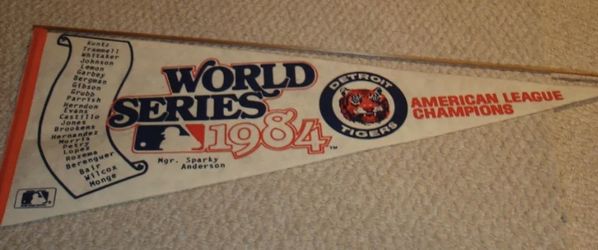 Kuntz
Trammell
Whitaker
Johnson
Lemon
Garbey
Bergman
Gibson
Grubb
Parrish
Herndon
Evans
Castillo
Jones
Brookens
Hernandez
Morris
Petry
Lopez
Rozema
Berenguer
Bair
Wilcox
Monge
WORLD
SERIES
1984
TM
Mgr. Sparky
Anderson
DETROIT
TIGERS
AMERICAN LEAGUE
CHAMPIONS